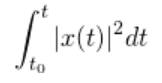 ∫_{t_0}^{t} |x(t)|^2 dt